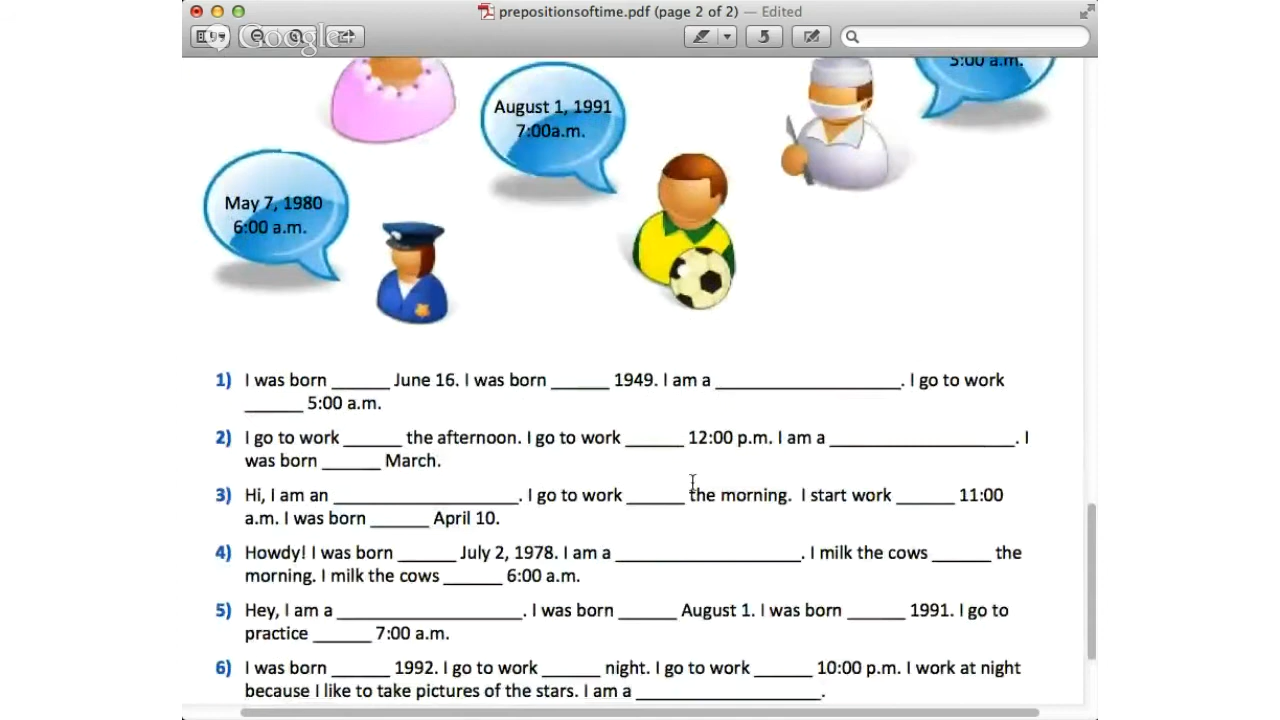 prepositionsoftime.pdf (page 2 of 2) — Edited
Google+
5:00 a.m.
August 1, 1991
7:00a.m.
May 7, 1980
6:00 a.m.
1) I was born ______ June 16. I was born ______ 1949. I am a ____________________. I go to work
______ 5:00 a.m.
2) I go to work ______ the afternoon. I go to work ______ 12:00 p.m. I am a ____________________. I
was born ______ March.
3) Hi, I am an ____________________. I go to work ______ the morning. I start work ______ 11:00
a.m. I was born ______ April 10.
4) Howdy! I was born ______ July 2, 1978. I am a ____________________. I milk the cows ______ the
morning. I milk the cows ______ 6:00 a.m.
5) Hey, I am a ____________________. I was born ______ August 1. I was born ______ 1991. I go to
practice ______ 7:00 a.m.
6) I was born ______ 1992. I go to work ______ night. I go to work ______ 10:00 p.m. I work at night
because I like to take pictures of the stars. I am a ____________________.